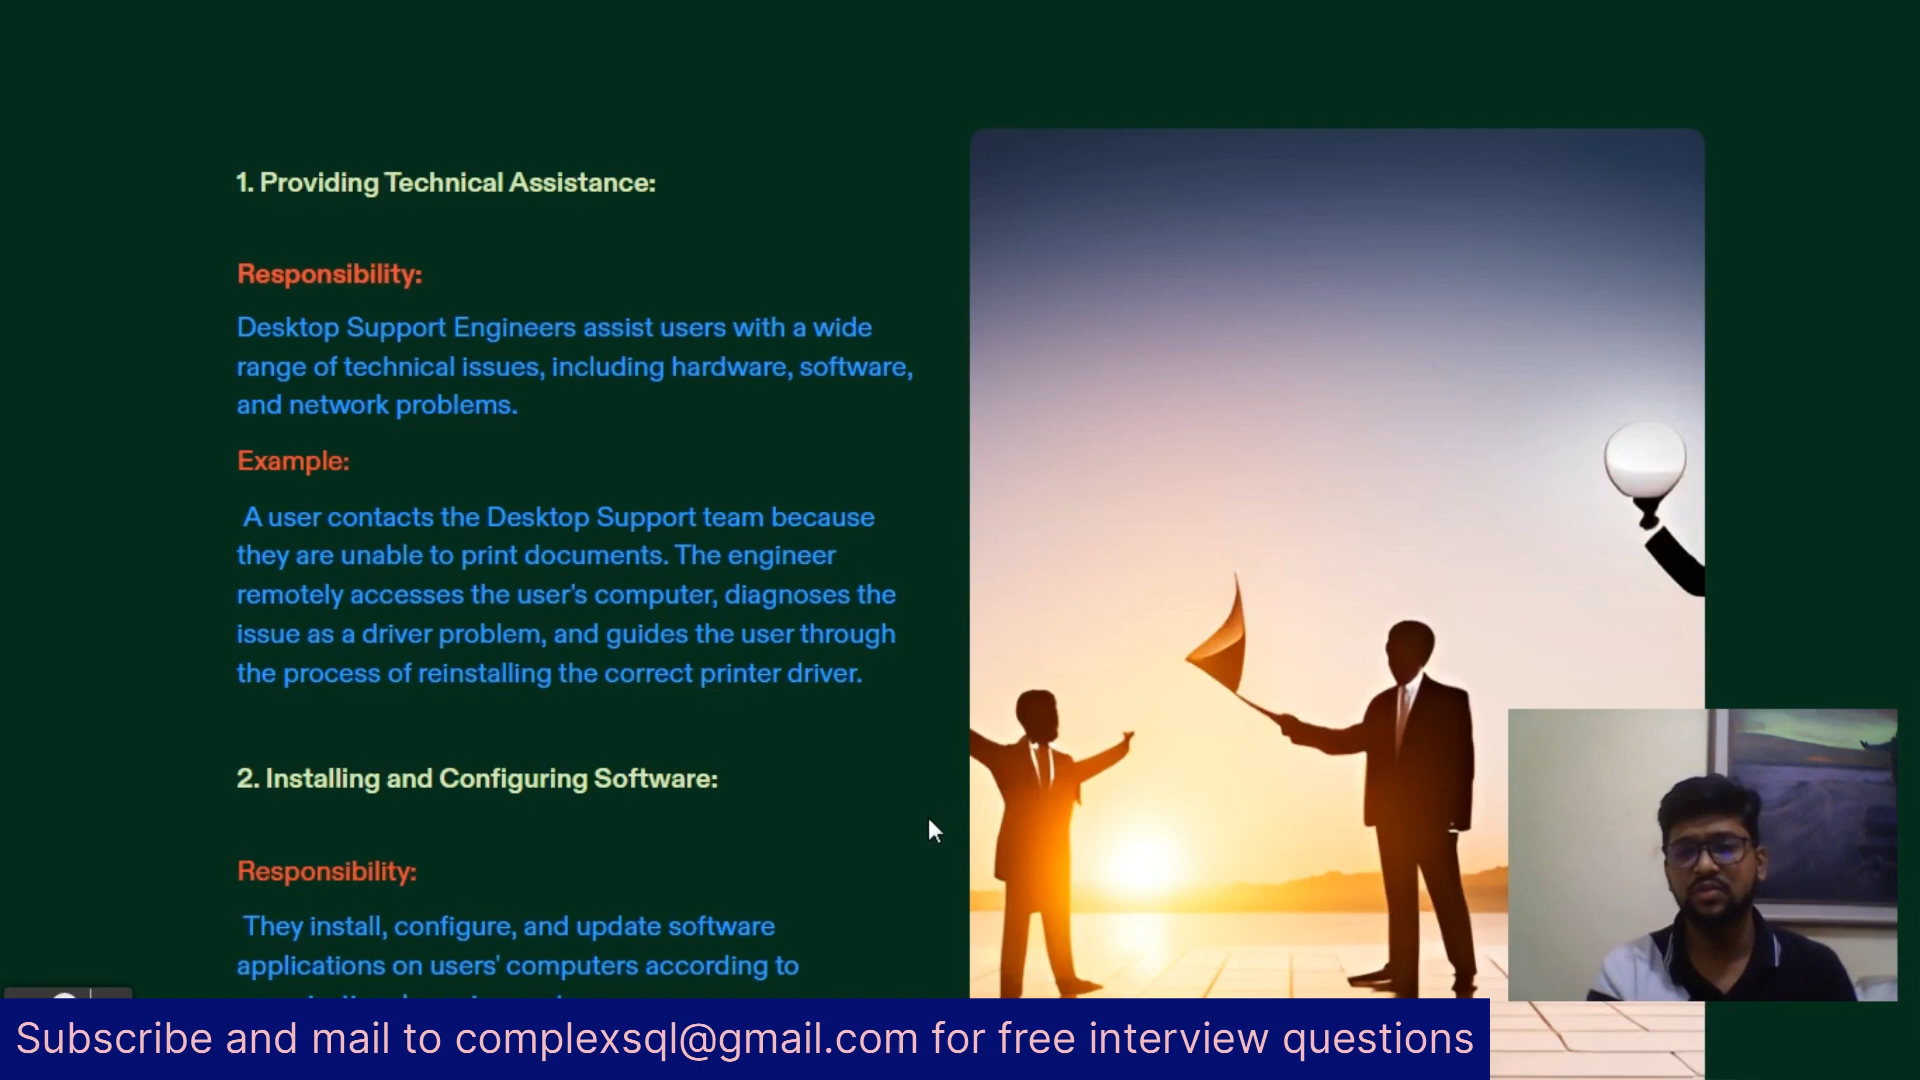 1. Providing Technical Assistance:
Responsibility:
Desktop Support Engineers assist users with a wide
range of technical issues, including hardware, software,
and network problems.
Example:
A user contacts the Desktop Support team because
they are unable to print documents. The engineer
remotely accesses the user's computer, diagnoses the
issue as a driver problem, and guides the user through
the process of reinstalling the correct printer driver.
2. Installing and Configuring Software:
Responsibility:
They install, configure, and update software
applications on users' computers according to
Subscribe and mail to complexsql@gmail.com for free interview questions